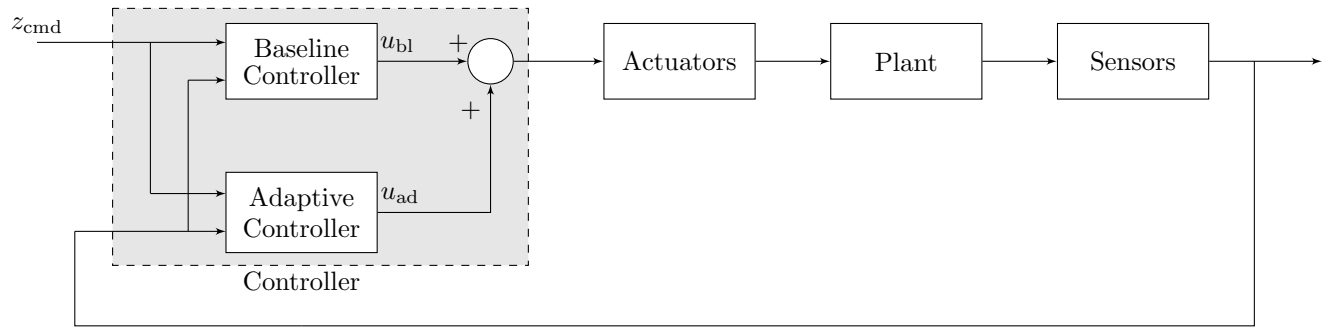 z_cmd
Baseline
Controller
u_bl
+
+
Actuators
Plant
Sensors
Adaptive
Controller
u_ad
Controller